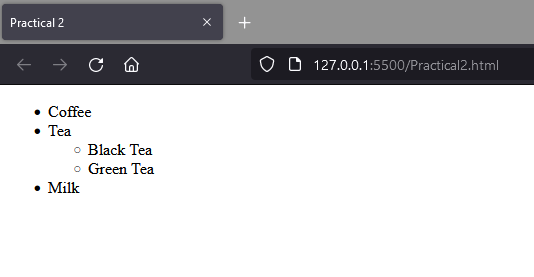 Practical 2
127.0.0.1:5500/Practical2.html
Coffee
Tea
Black Tea
Green Tea
Milk